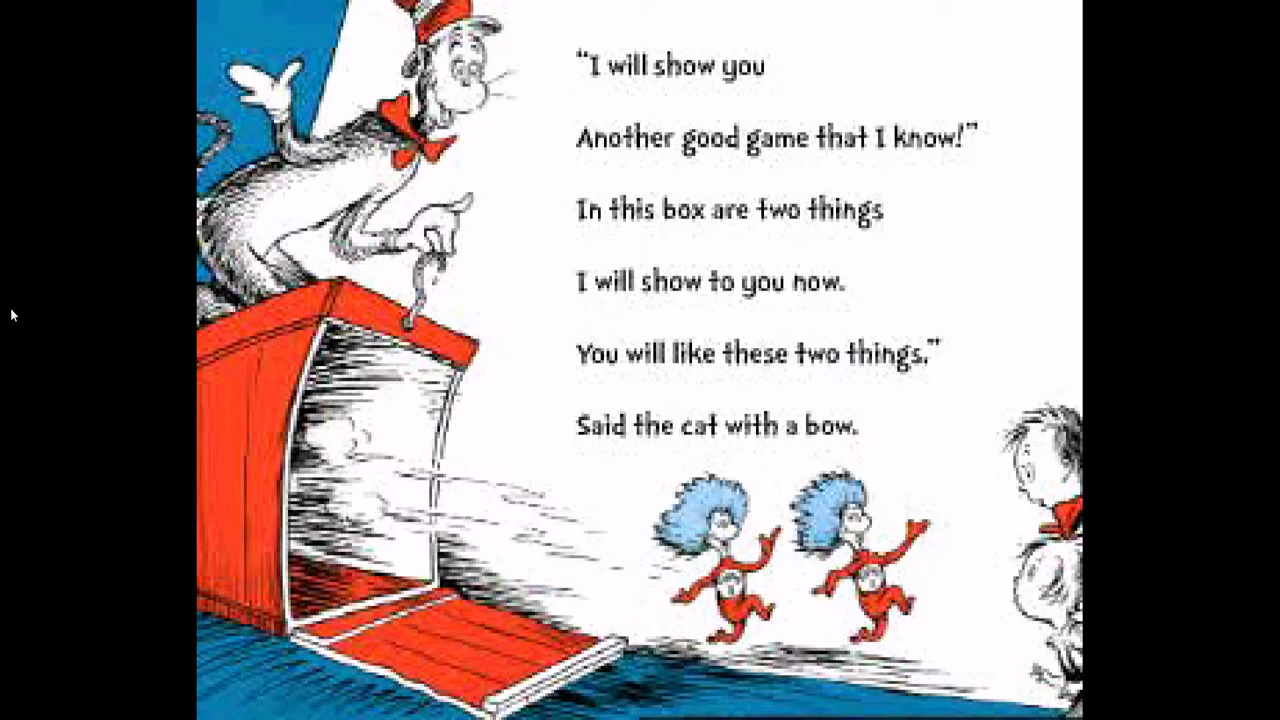 “I will show you
Another good game that I know!”
In this box are two things
I will show to you now.
You will like these two things.”
Said the cat with a bow.